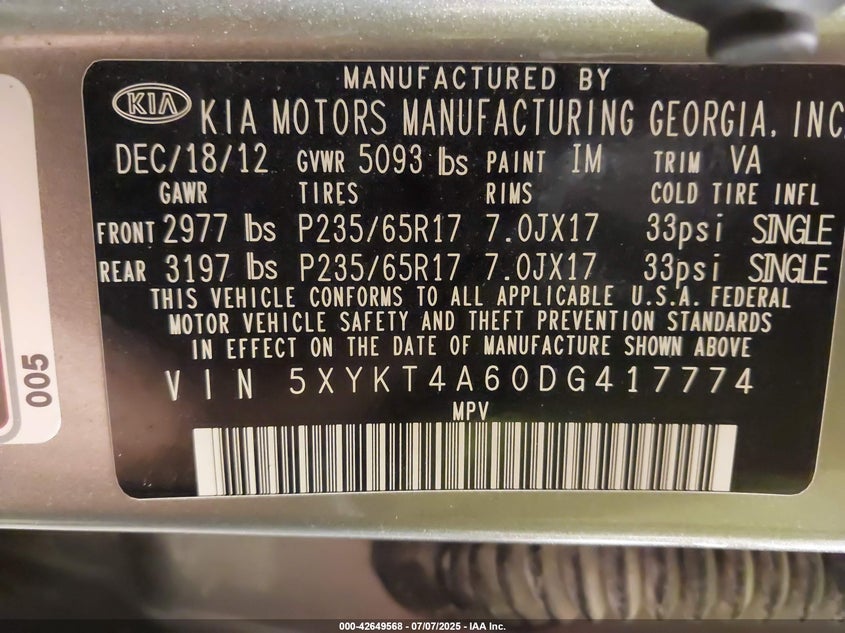 MANUFACTURED BY
KIA KIA MOTORS MANUFACTURING GEORGIA, INC.
DEC/18/12 GVWR 5093 lbs PAINT IM TRIM VA
GAWR TIRES RIMS COLD TIRE INFL
FRONT 2977 lbs P235/65R17 7.0JX17 33psi SINGLE
REAR 3197 lbs P235/65R17 7.0JX17 33psi SINGLE
THIS VEHICLE CONFORMS TO ALL APPLICABLE U.S.A. FEDERAL
MOTOR VEHICLE SAFETY AND THEFT PREVENTION STANDARDS
IN EFFECT ON THE DATE OF MANUFACTURE SHOWN ABOVE
VIN 5XYKT4A60DG417774
MPV
005
000-42649568 - 07/07/2025 - IAA Inc.